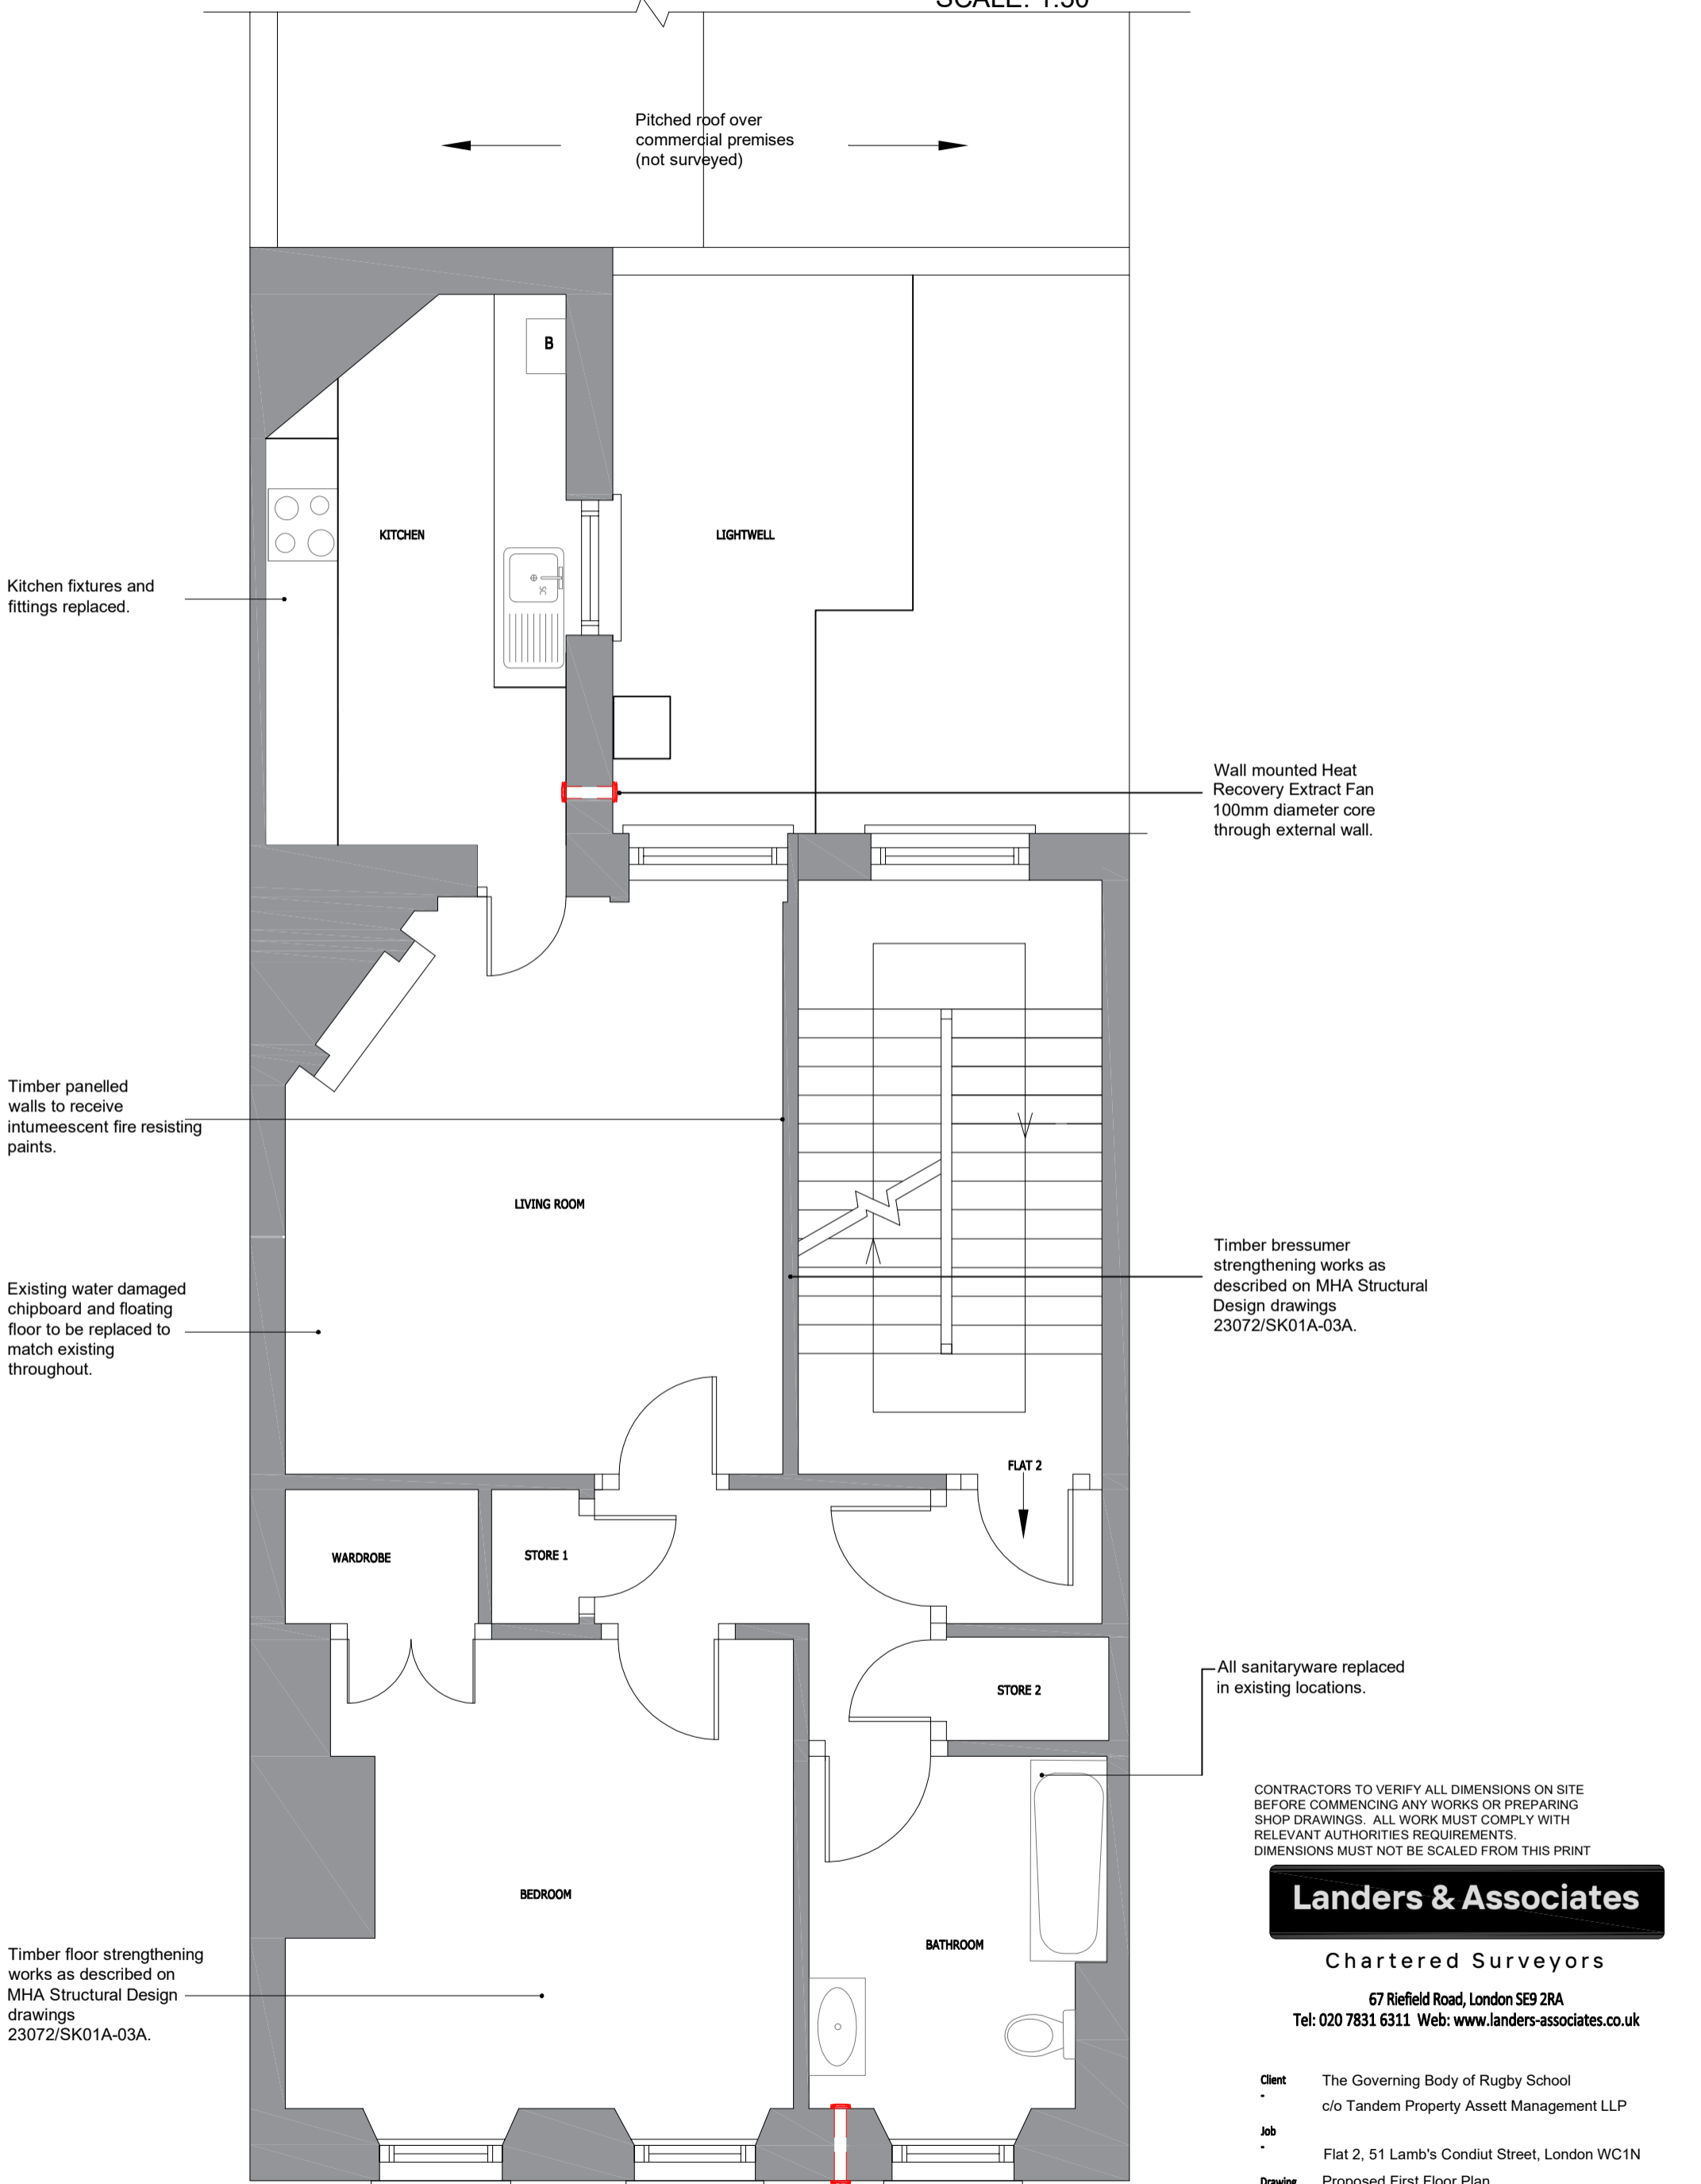 SCALE: 1:50
Pitched roof over
commercial premises
(not surveyed)
B
KITCHEN
LIGHTWELL
SC
Kitchen fixtures and
fittings replaced.
Wall mounted Heat
Recovery Extract Fan
100mm diameter core
through external wall.
Timber panelled
walls to receive
intumeescent fire resisting
paints.
LIVING ROOM
Timber bressumer
strengthening works as
described on MHA Structural
Design drawings
23072/SK01A-03A.
Existing water damaged
chipboard and floating
floor to be replaced to
match existing
throughout.
FLAT 2
WARDROBE
STORE 1
STORE 2
All sanitaryware replaced
in existing locations.
BEDROOM
BATHROOM
Timber floor strengthening
works as described on
MHA Structural Design
drawings
23072/SK01A-03A.
CONTRACTORS TO VERIFY ALL DIMENSIONS ON SITE
BEFORE COMMENCING ANY WORKS OR PREPARING
SHOP DRAWINGS. ALL WORK MUST COMPLY WITH
RELEVANT AUTHORITIES REQUIREMENTS.
DIMENSIONS MUST NOT BE SCALED FROM THIS PRINT
Landers & Associates
Chartered Surveyors
67 Riefield Road, London SE9 2RA
Tel: 020 7831 6311 Web: www.landers-associates.co.uk
Client The Governing Body of Rugby School
- c/o Tandem Property Assett Management LLP
Job
- Flat 2, 51 Lamb's Condiut Street, London WC1N
Drawing Proposed First Floor Plan